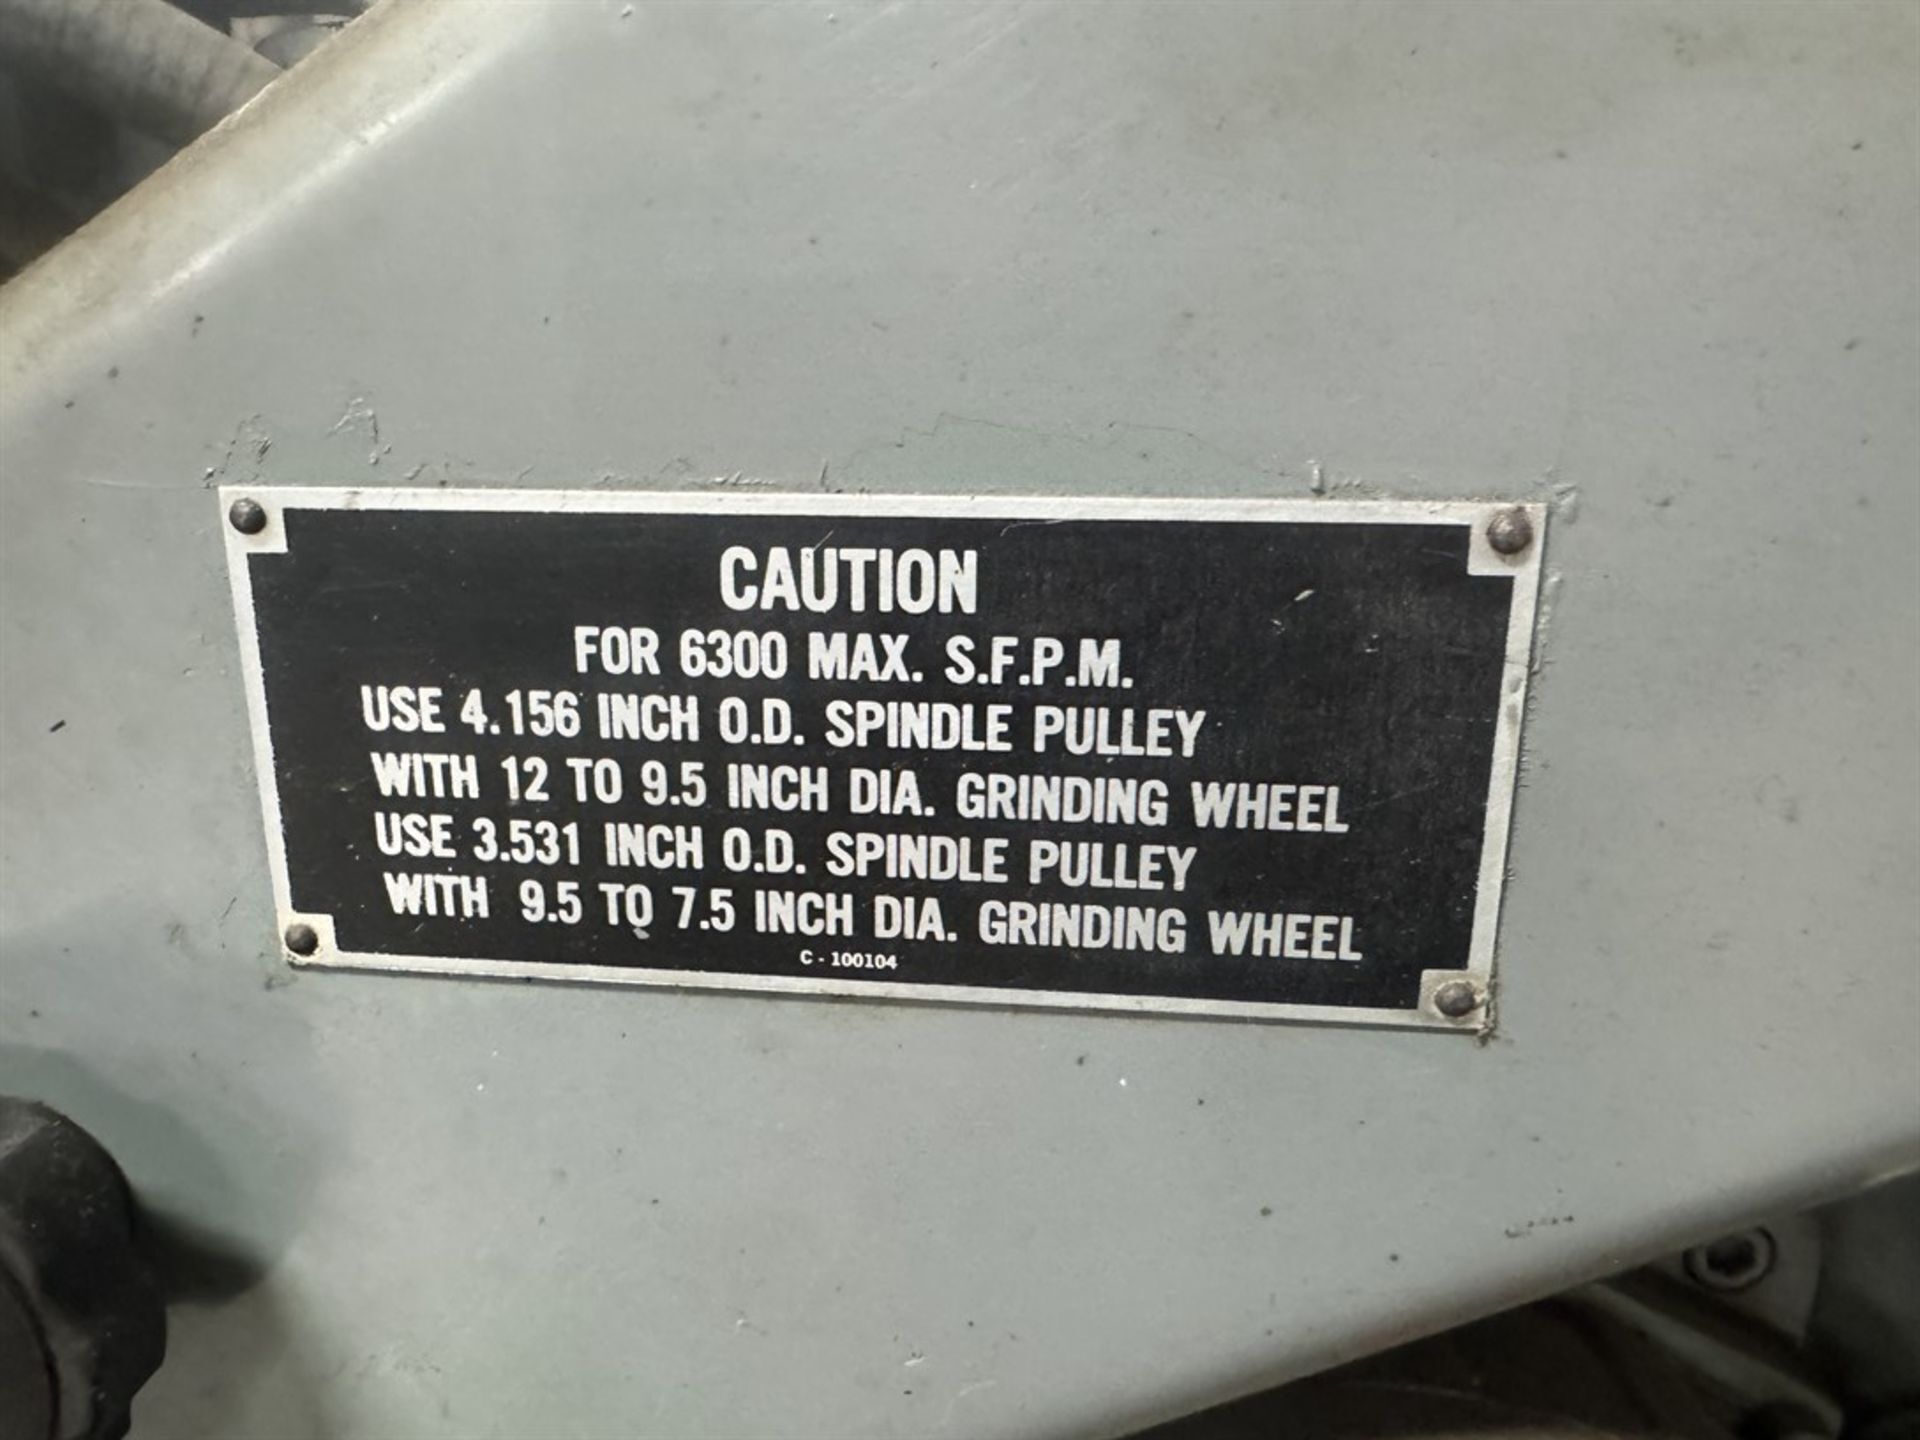 CAUTION
FOR 6300 MAX. S.F.P.M.
USE 4.156 INCH O.D. SPINDLE PULLEY
WITH 12 TO 9.5 INCH DIA. GRINDING WHEEL
USE 3.531 INCH O.D. SPINDLE PULLEY
WITH 9.5 TO 7.5 INCH DIA. GRINDING WHEEL
C - 100104